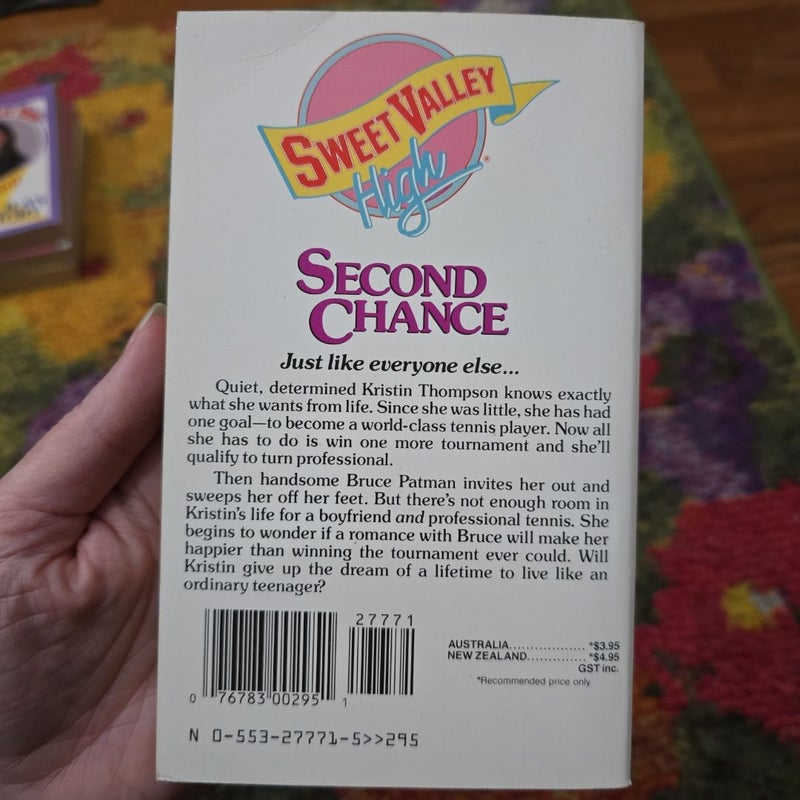 SWEET VALLEY
High®
SECOND
CHANCE
Just like everyone else...
Quiet, determined Kristin Thompson knows exactly
what she wants from life. Since she was little, she has had
one goal—to become a world-class tennis player. Now all
she has to do is win one more tournament and she'll
qualify to turn professional.
Then handsome Bruce Patman invites her out and
sweeps her off her feet. But there's not enough room in
Kristin's life for a boyfriend and professional tennis. She
begins to wonder if a romance with Bruce will make her
happier than winning the tournament ever could. Will
Kristin give up the dream of a lifetime to live like an
ordinary teenager?
27771
0 76783 00295 1
AUSTRALIA.................. *$3.95
NEW ZEALAND............. *$4.95
GST inc.
*Recommended price only
N 0-553-27771-5>>295